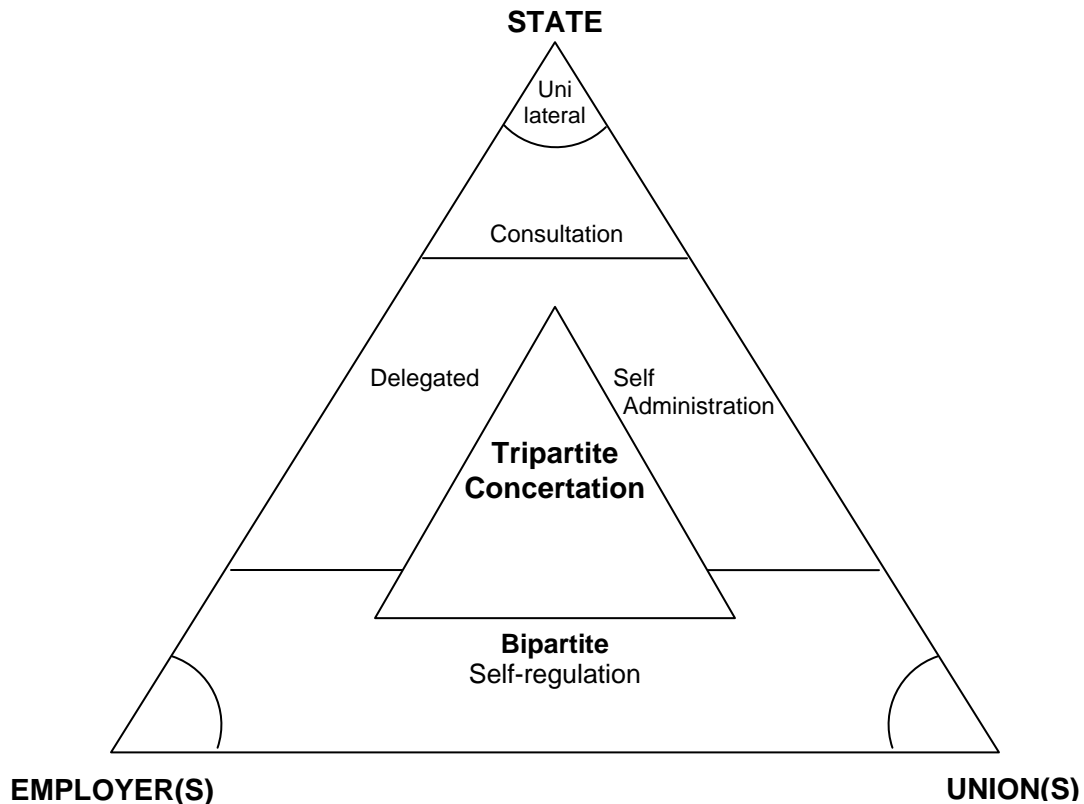 STATE
Uni
lateral
Consultation
Delegated
Self
Administration
Tripartite
Concertation
Bipartite
Self-regulation
EMPLOYER(S)
UNION(S)